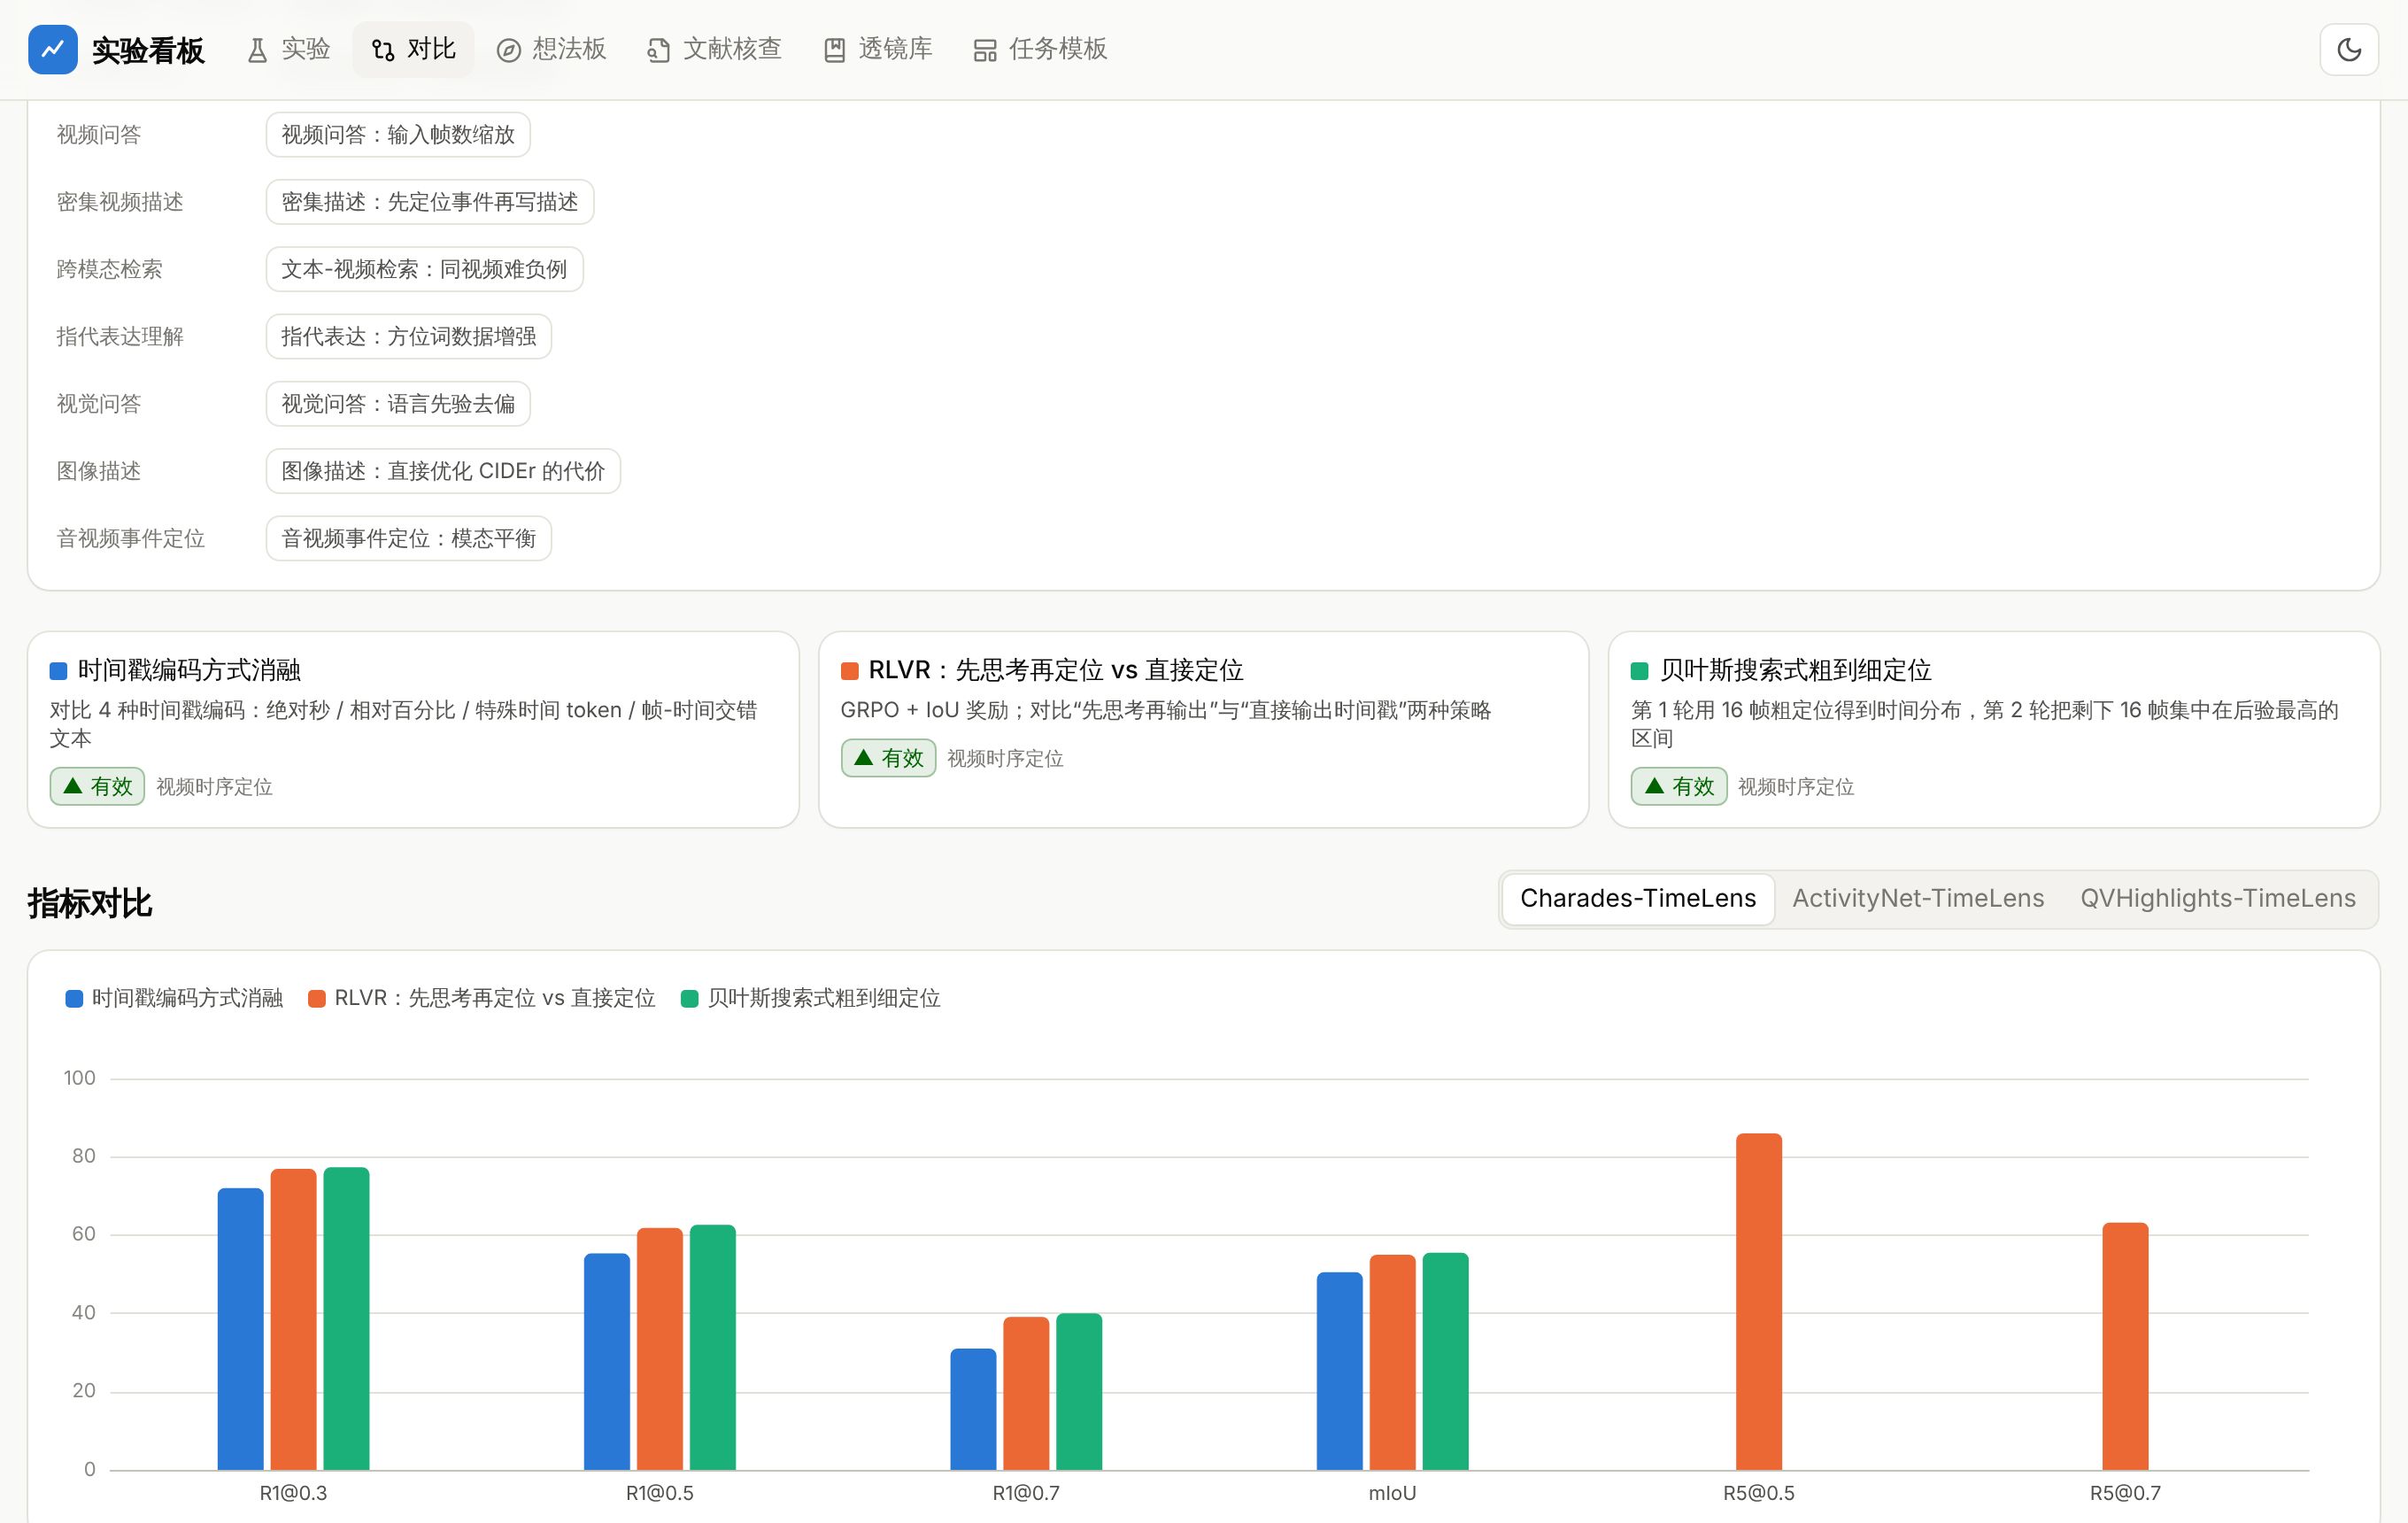 实验看板 实验 对比 想法板 文献核查 透镜库 任务模板
视频问答 视频问答：输入帧数缩放
密集视频描述 密集描述：先定位事件再写描述
跨模态检索 文本-视频检索：同视频难负例
指代表达理解 指代表达：方位词数据增强
视觉问答 视觉问答：语言先验去偏
图像描述 图像描述：直接优化 CIDEr 的代价
音视频事件定位 音视频事件定位：模态平衡
时间戳编码方式消融
对比 4 种时间戳编码：绝对秒 / 相对百分比 / 特殊时间 token / 帧-时间交错
文本
▲ 有效 视频时序定位
RLVR：先思考再定位 vs 直接定位
GRPO + IoU 奖励；对比“先思考再输出”与“直接输出时间戳”两种策略
▲ 有效 视频时序定位
贝叶斯搜索式粗到细定位
第 1 轮用 16 帧粗定位得到时间分布，第 2 轮把剩下 16 帧集中在后验最高的
区间
▲ 有效 视频时序定位
指标对比 Charades-TimeLens ActivityNet-TimeLens QVHighlights-TimeLens
时间戳编码方式消融 RLVR：先思考再定位 vs 直接定位 贝叶斯搜索式粗到细定位
100
80
60
40
20
0
R1@0.3 R1@0.5 R1@0.7 mIoU R5@0.5 R5@0.7